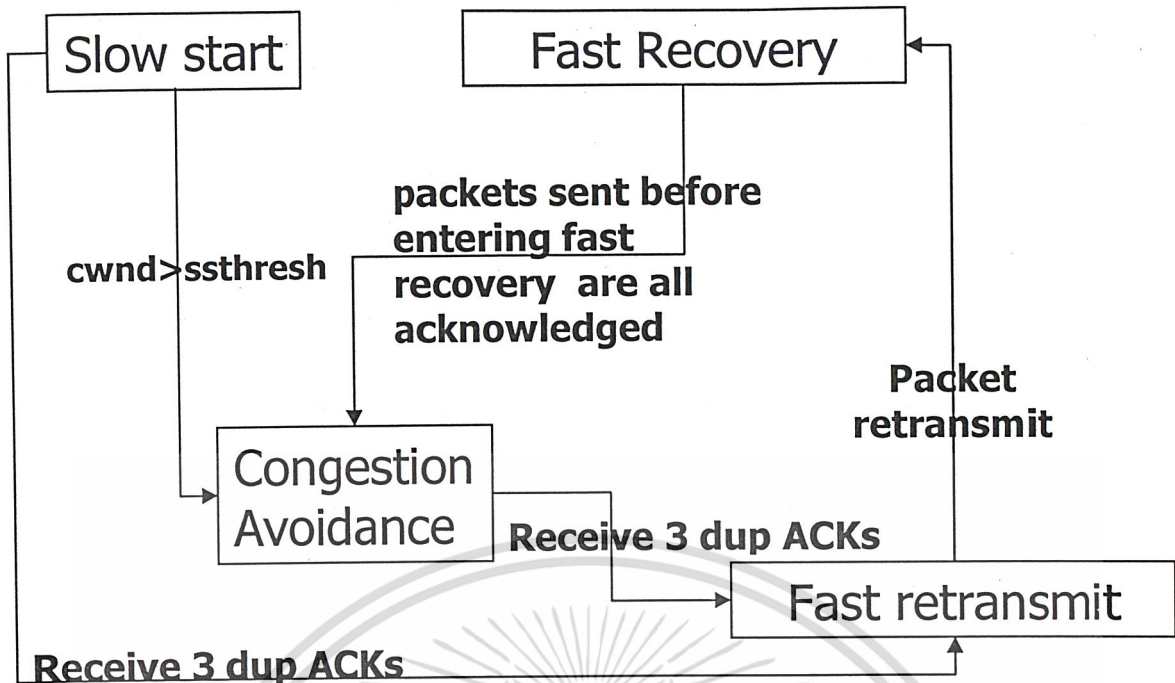 Slow start
Fast Recovery
packets sent before
entering fast
recovery are all
acknowledged
cwnd>ssthresh
Packet
retransmit
Congestion
Avoidance
Receive 3 dup ACKs
Fast retransmit
Receive 3 dup ACKs